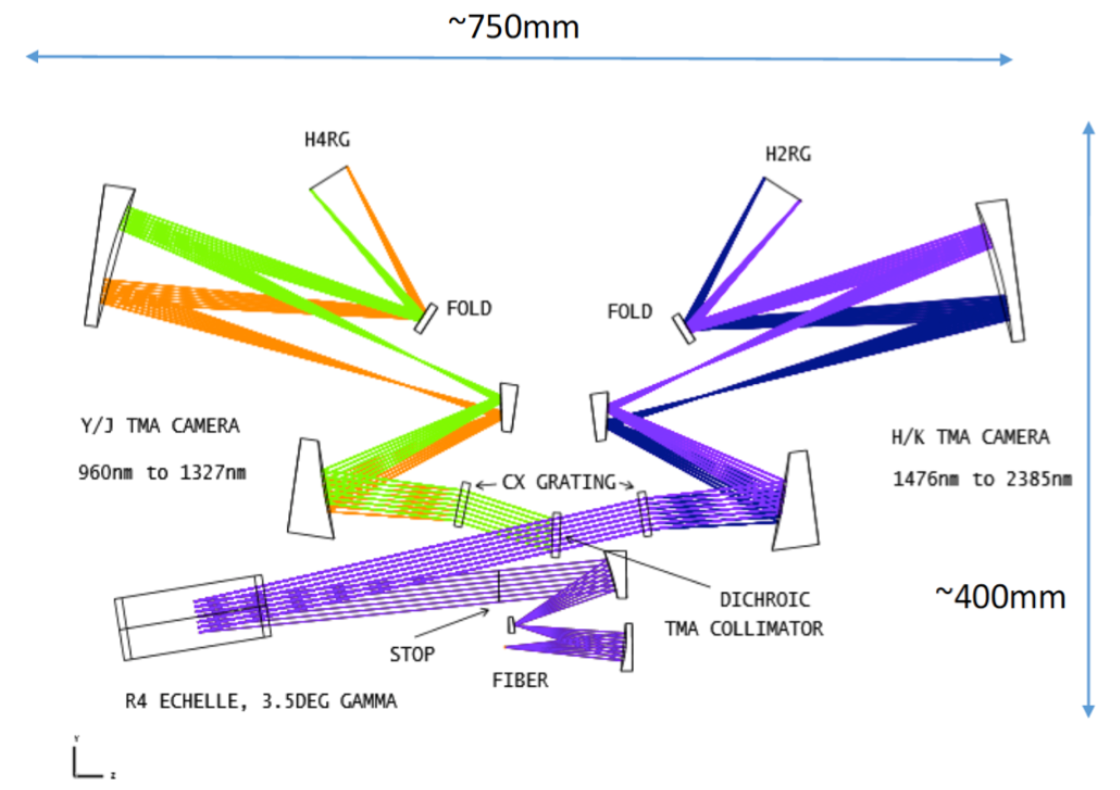 ~750mm
H4RG
H2RG
FOLD
FOLD
Y/J TMA CAMERA
960nm to 1327nm
H/K TMA CAMERA
1476nm to 2385nm
CX GRATING
DICHROIC
TMA COLLIMATOR
~400mm
STOP
FIBER
R4 ECHELLE, 3.5DEG GAMMA
Y
Z